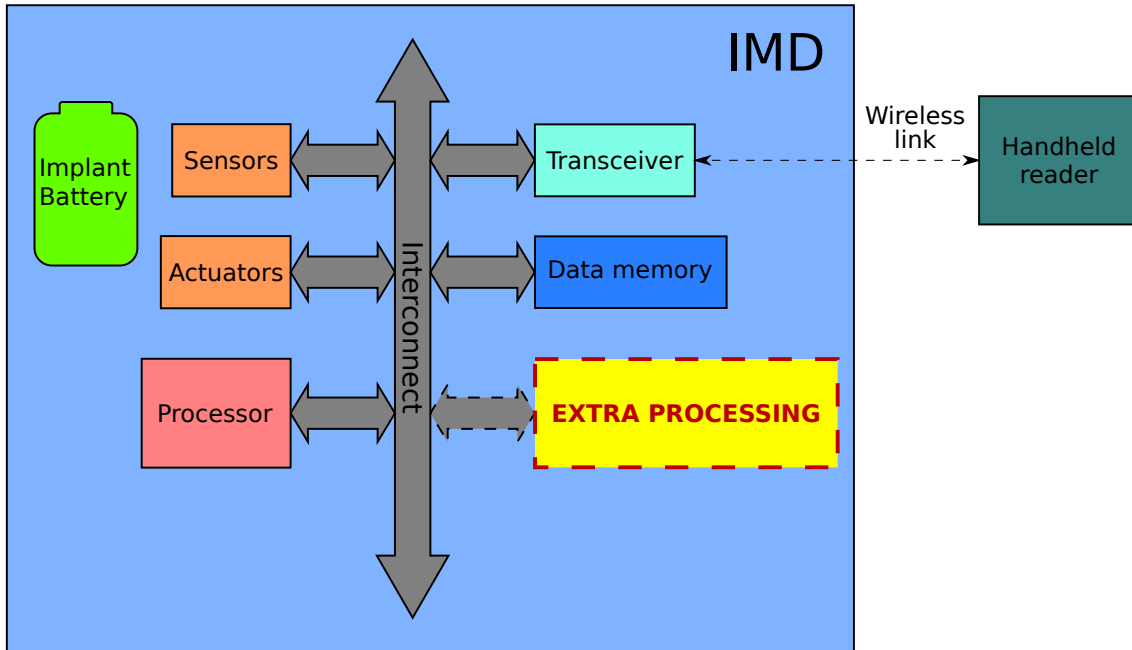 IMD
Implant
Battery
Sensors
Transceiver
Wireless
link
Handheld
reader
Actuators
Interconnect
Data memory
Processor
EXTRA PROCESSING